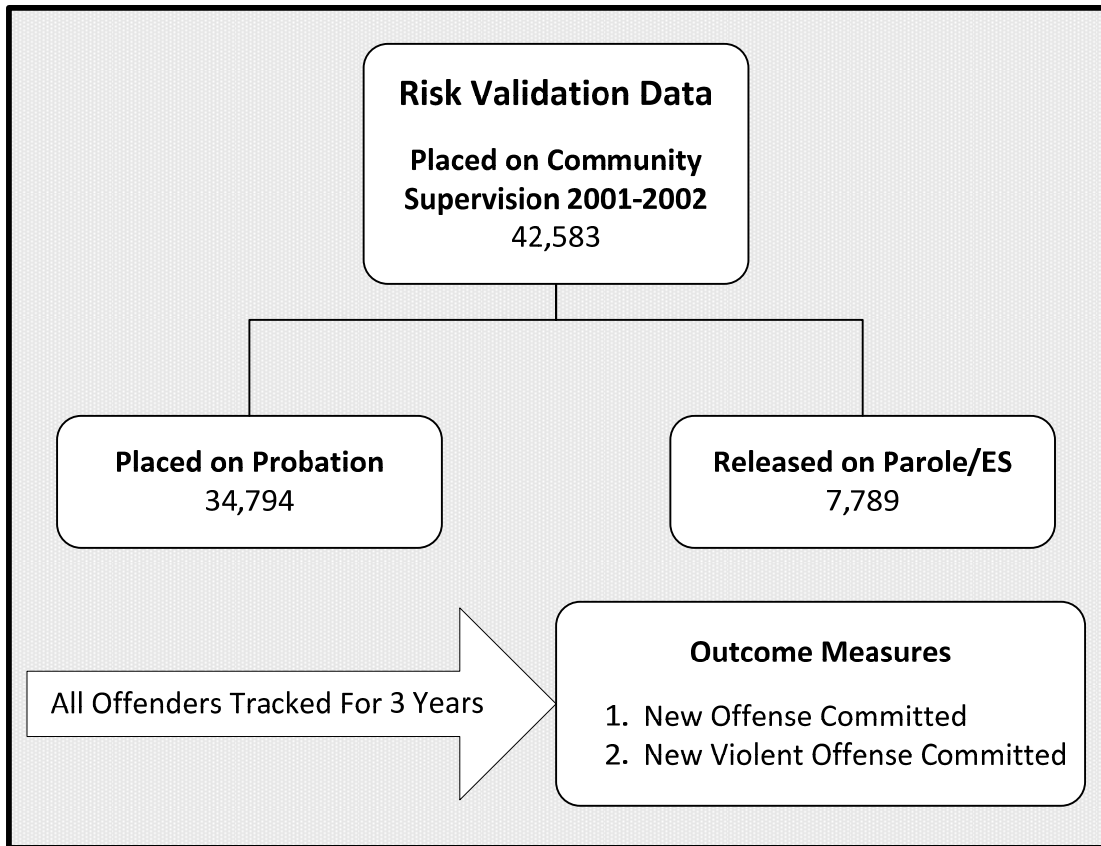 Risk Validation Data
Placed on Community
Supervision 2001-2002
42,583
Placed on Probation
34,794
Released on Parole/ES
7,789
All Offenders Tracked For 3 Years
Outcome Measures
1. New Offense Committed
2. New Violent Offense Committed